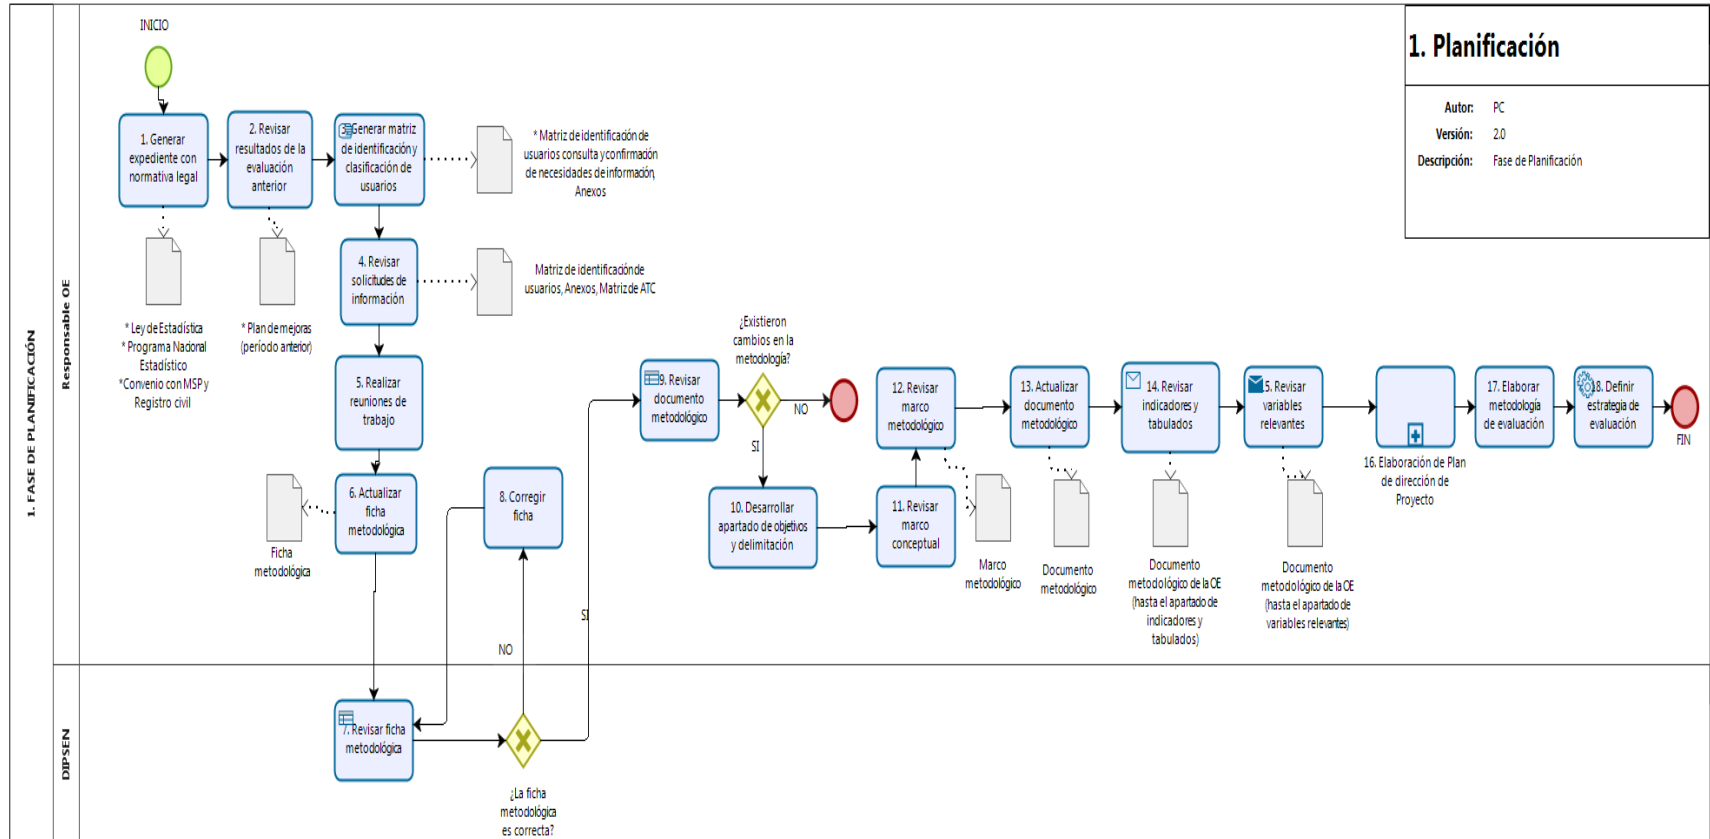 1. Planificación
Autor: PC
Versión: 2.0
Descripción: Fase de Planificación
1. FASE DE PLANIFICACIÓN
Responsable OE
INICIO
1. Generar
expediente con
normativa legal
2. Revisar
resultados de la
evaluación
anterior
3. Generar matriz
de identificación y
clasificación de
usuarios
* Matriz de identificación de
usuarios consulta y confirmación
de necesidades de información,
Anexos
* Ley de Estadística
* Programa Nacional
Estadístico
*Convenio con MSP y
Registro civil
* Plan de mejoras
(período anterior)
4. Revisar
solicitudes de
información
Matriz de identificación de
usuarios, Anexos, Matriz de ATC
5. Realizar
reuniones de
trabajo
6. Actualizar
ficha
metodológica
Ficha
metodológica
8. Corregir
ficha
NO
SI
9. Revisar
documento
metodológico
¿Existieron
cambios en la
metodología?
NO
SI
10. Desarrollar
apartado de objetivos
y delimitación
11. Revisar
marco
conceptual
12. Revisar
marco
metodológico
Marco
metodológico
13. Actualizar
documento
metodológico
Documento
metodológico
14. Revisar
indicadores y
tabulados
Documento
metodológico de la OE
(hasta el apartado de
indicadores y
tabulados)
15. Revisar
variables
relevantes
Documento
metodológico de la OE
(hasta el apartado de
variables relevantes)
16. Elaboración de Plan
de dirección de
Proyecto
17. Elaborar
metodología
de evaluación
18. Definir
estrategia de
evaluación
FIN
DIPSEN
7. Revisar ficha
metodológica
¿La ficha
metodológica
es correcta?